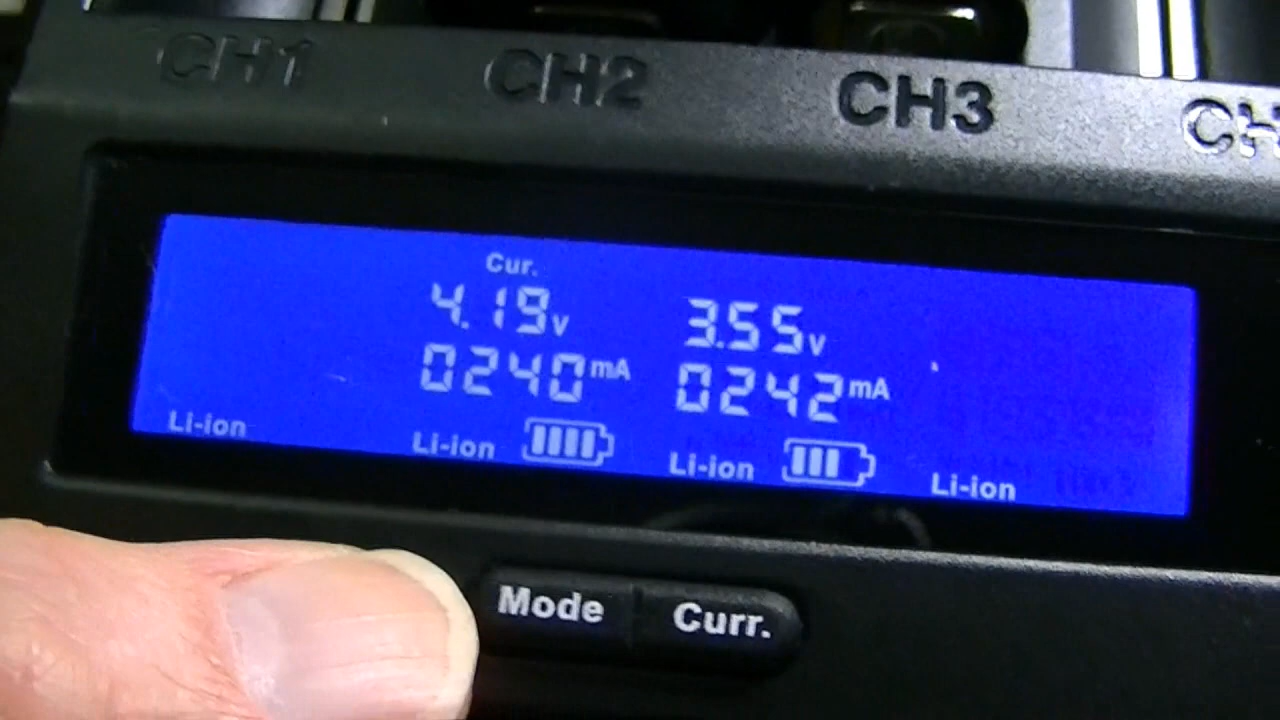 CH1 CH2 CH3 CH
Cur.
4.19v 3.55v
0240mA 0242mA
Li-ion Li-ion Li-ion Li-ion
Mode Curr.